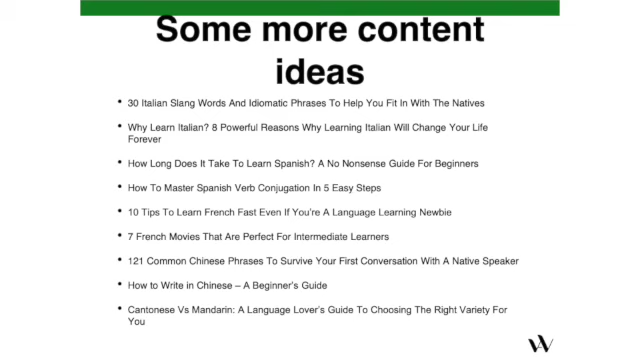 Some more content
ideas
• 30 Italian Slang Words And Idiomatic Phrases To Help You Fit In With The Natives
• Why Learn Italian? 8 Powerful Reasons Why Learning Italian Will Change Your Life
Forever
• How Long Does It Take To Learn Spanish? A No Nonsense Guide For Beginners
• How To Master Spanish Verb Conjugation In 5 Easy Steps
• 10 Tips To Learn French Fast Even If You're A Language Learning Newbie
• 7 French Movies That Are Perfect For Intermediate Learners
• 121 Common Chinese Phrases To Survive Your First Conversation With A Native Speaker
• How to Write in Chinese – A Beginner's Guide
• Cantonese Vs Mandarin: A Language Lover's Guide To Choosing The Right Variety For
You